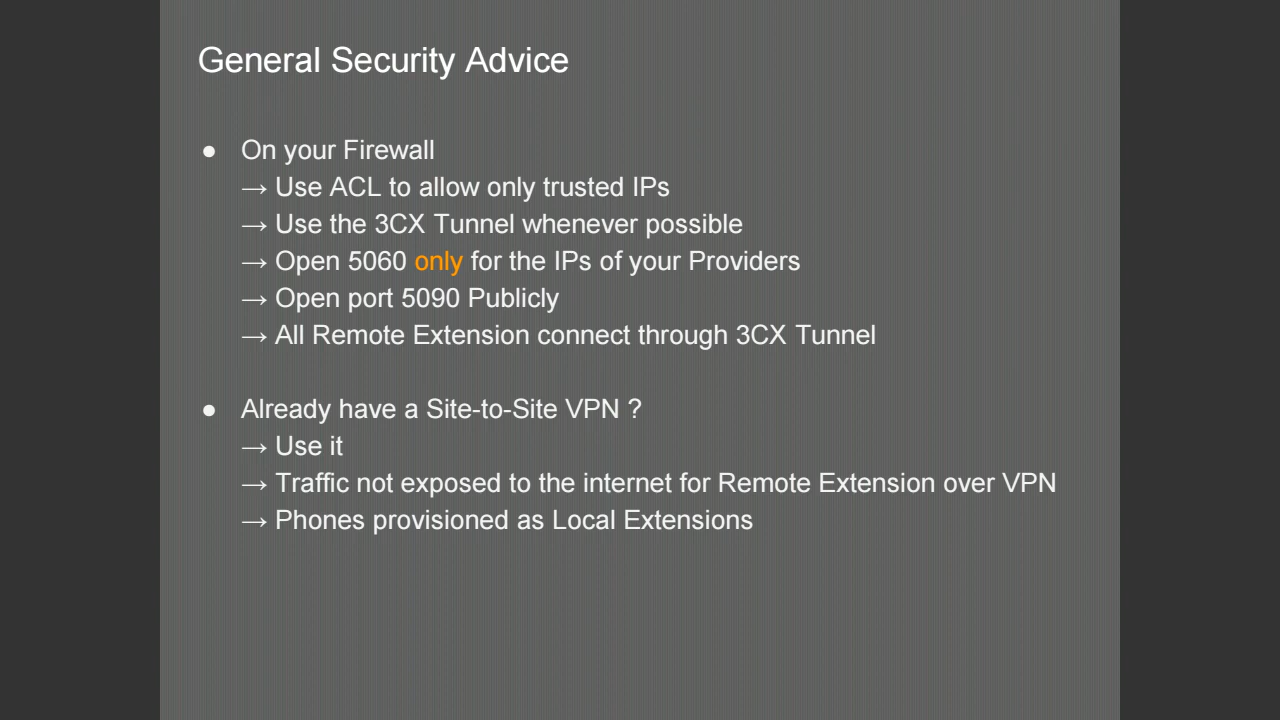 General Security Advice
● On your Firewall
→ Use ACL to allow only trusted IPs
→ Use the 3CX Tunnel whenever possible
→ Open 5060 only for the IPs of your Providers
→ Open port 5090 Publicly
→ All Remote Extension connect through 3CX Tunnel
● Already have a Site-to-Site VPN ?
→ Use it
→ Traffic not exposed to the internet for Remote Extension over VPN
→ Phones provisioned as Local Extensions